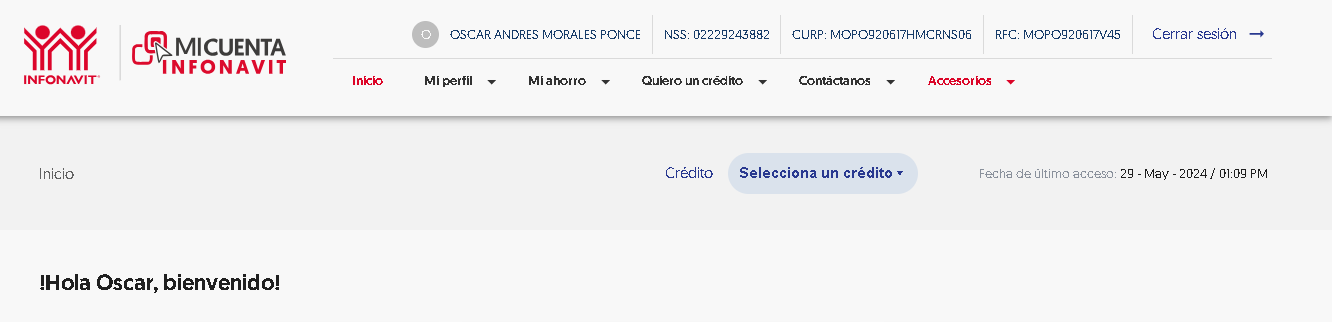 OSCAR ANDRES MORALES PONCE NSS: 02229243882 CURP: MOPO920617HMCRNS06 RFC: MOPO920617V45 Cerrar sesión →
INFONAVIT
MICUENTA
INFONAVIT
Inicio Mi perfil Mi ahorro Quiero un crédito Contáctanos Accesorios
Inicio
Crédito Selecciona un crédito Fecha de último acceso: 29 - May - 2024 / 01:09 PM
!Hola Oscar, bienvenido!